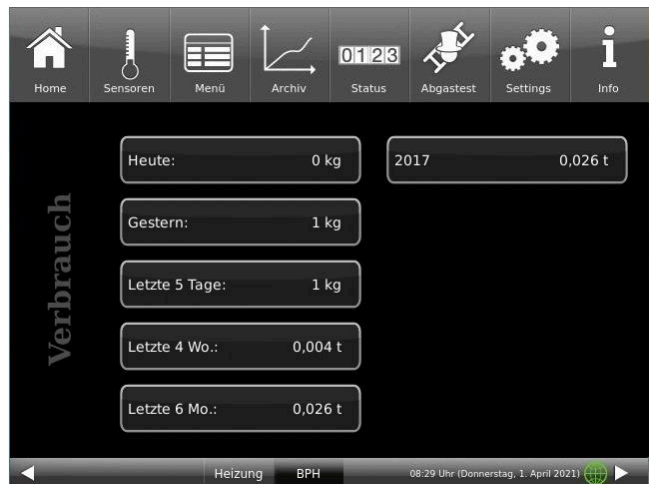 0123
Home Sensoren Menü Archiv Status Abgastest Settings Info
Verbrauch
Heute: 0 kg
2017 0,026 t
Gestern: 1 kg
Letzte 5 Tage: 1 kg
Letzte 4 Wo.: 0,004 t
Letzte 6 Mo.: 0,026 t
Heizung BPH 08:29 Uhr (Donnerstag, 1. April 2021)